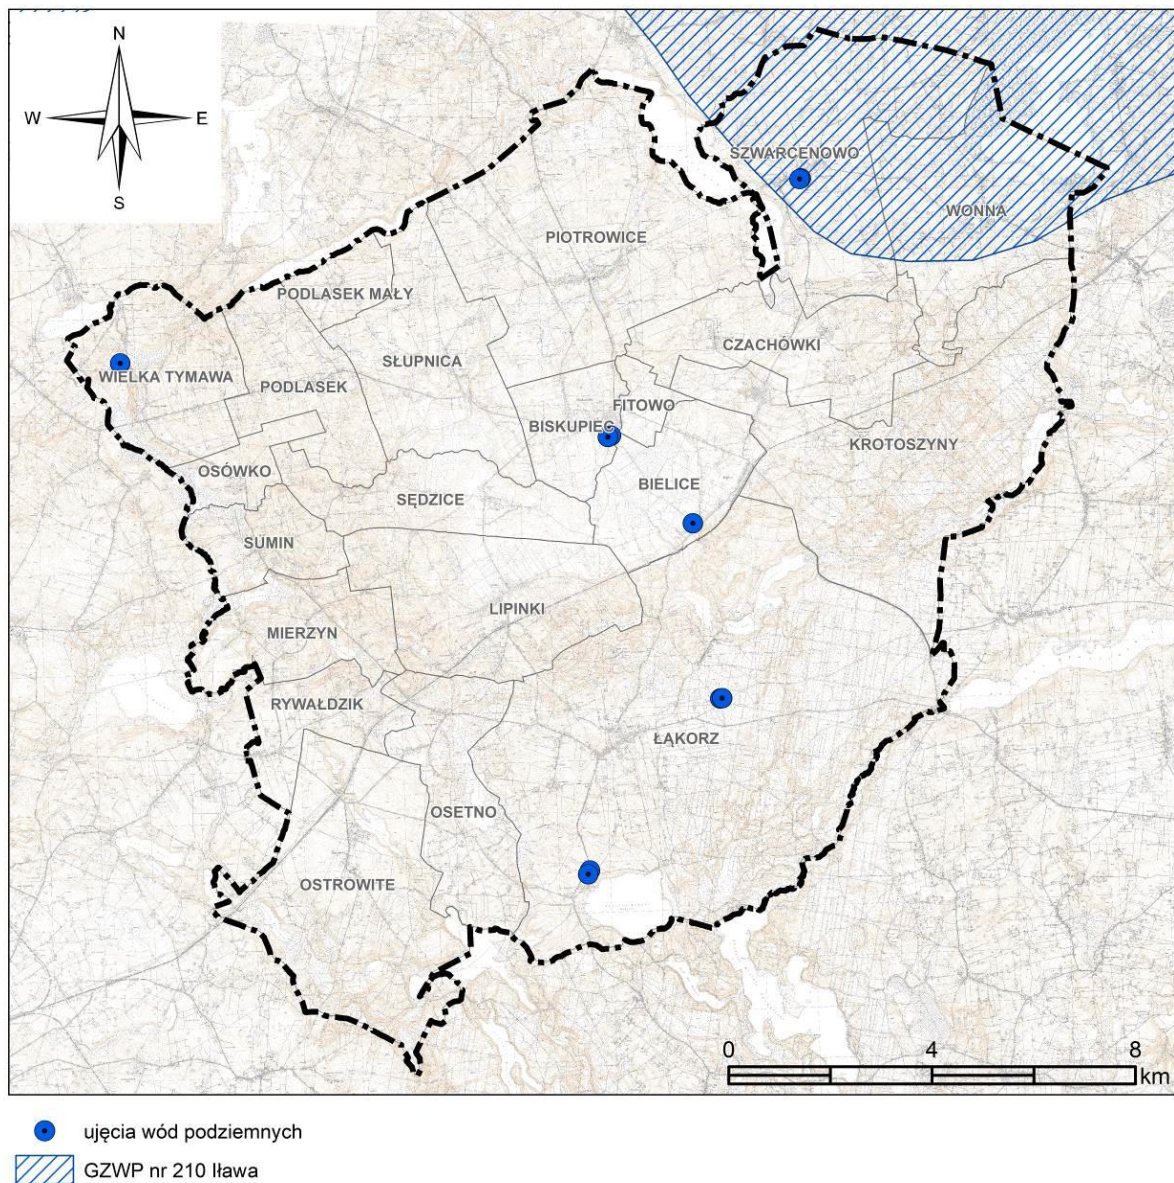 N
W E
S
SZWARCENOWO
WONNA
PIOTROWICE
PODLASEK MAŁY
CZACHÓWKI
SŁUPNICA
WIELKA TYMAWA
PODLASEK
FITOWO
BISKUPIEC
KROTOSZYNY
OSÓWKO
BIELICE
SĘDZICE
SUMIN
LIPINKI
MIERZYN
RYWAŁDZIK
ŁĄKORZ
OSETNO
OSTROWITE
0 4 8
km
ujęcia wód podziemnych
GZWP nr 210 Iława